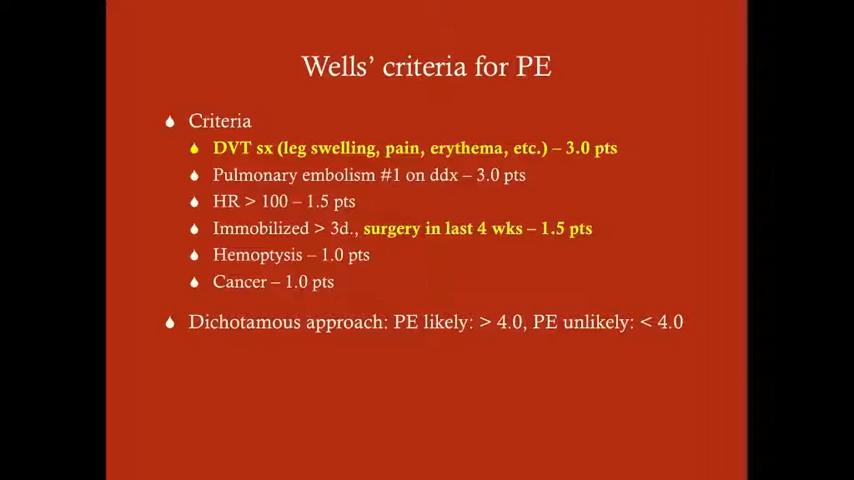 Wells’ criteria for PE
Criteria
DVT sx (leg swelling, pain, erythema, etc.) – 3.0 pts
Pulmonary embolism #1 on ddx – 3.0 pts
HR > 100 – 1.5 pts
Immobilized > 3d., surgery in last 4 wks – 1.5 pts
Hemoptysis – 1.0 pts
Cancer – 1.0 pts
Dichotamous approach: PE likely: > 4.0, PE unlikely: < 4.0